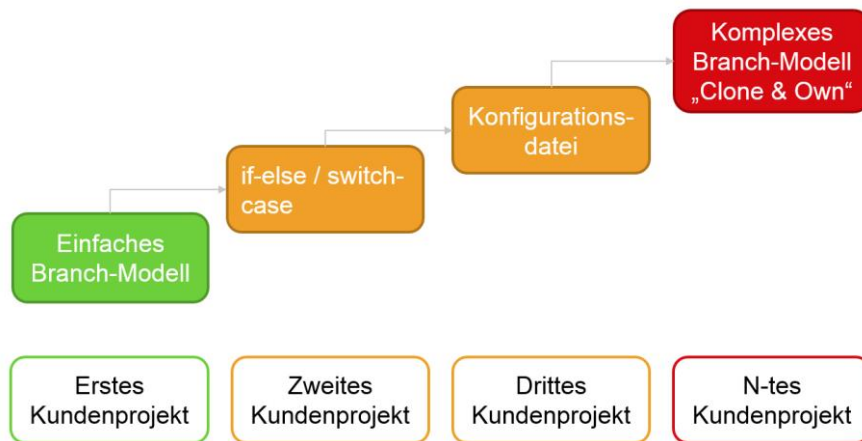 Komplexes
Branch-Modell
„Clone & Own“
Konfigurations-
datei
if-else / switch-
case
Einfaches
Branch-Modell
Erstes
Kundenprojekt
Zweites
Kundenprojekt
Drittes
Kundenprojekt
N-tes
Kundenprojekt